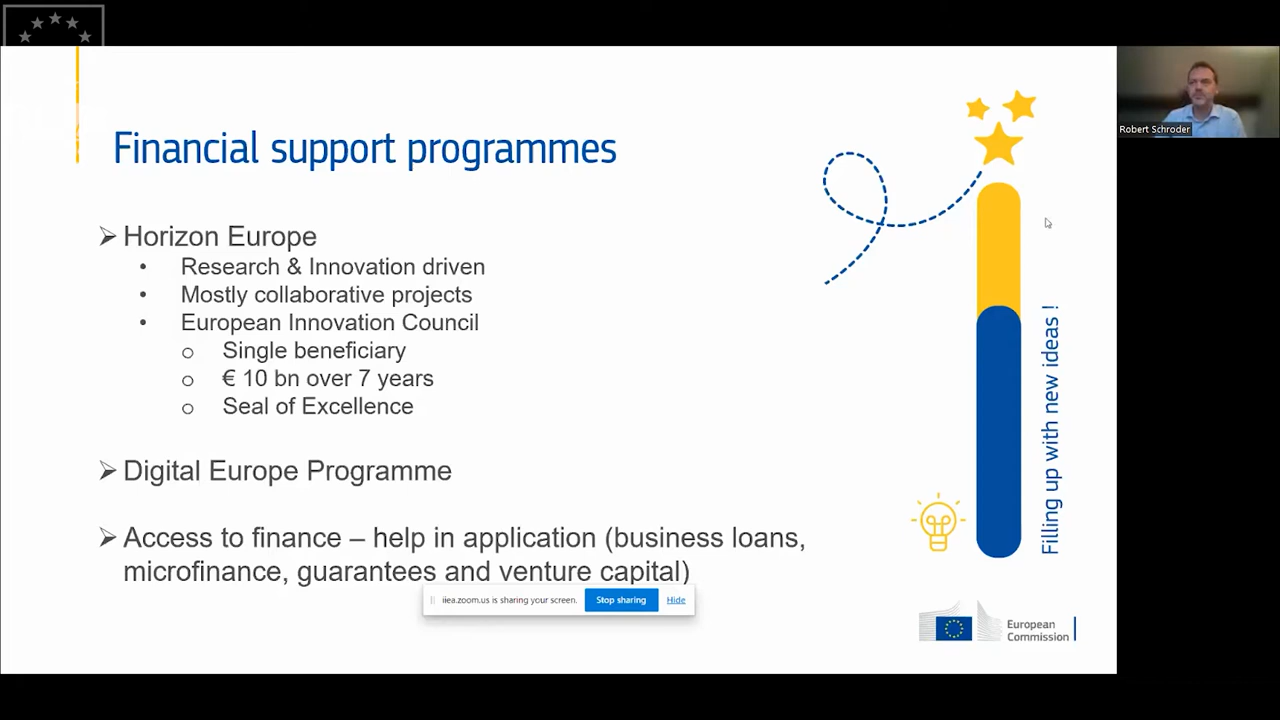 Financial support programmes
➢ Horizon Europe
• Research & Innovation driven
• Mostly collaborative projects
• European Innovation Council
o Single beneficiary
o € 10 bn over 7 years
o Seal of Excellence
➢ Digital Europe Programme
➢ Access to finance – help in application (business loans,
microfinance, guarantees and venture capital)
iiea.zoom.us is sharing your screen. Stop sharing Hide
Filling up with new ideas !
European
Commission
Robert Schroder